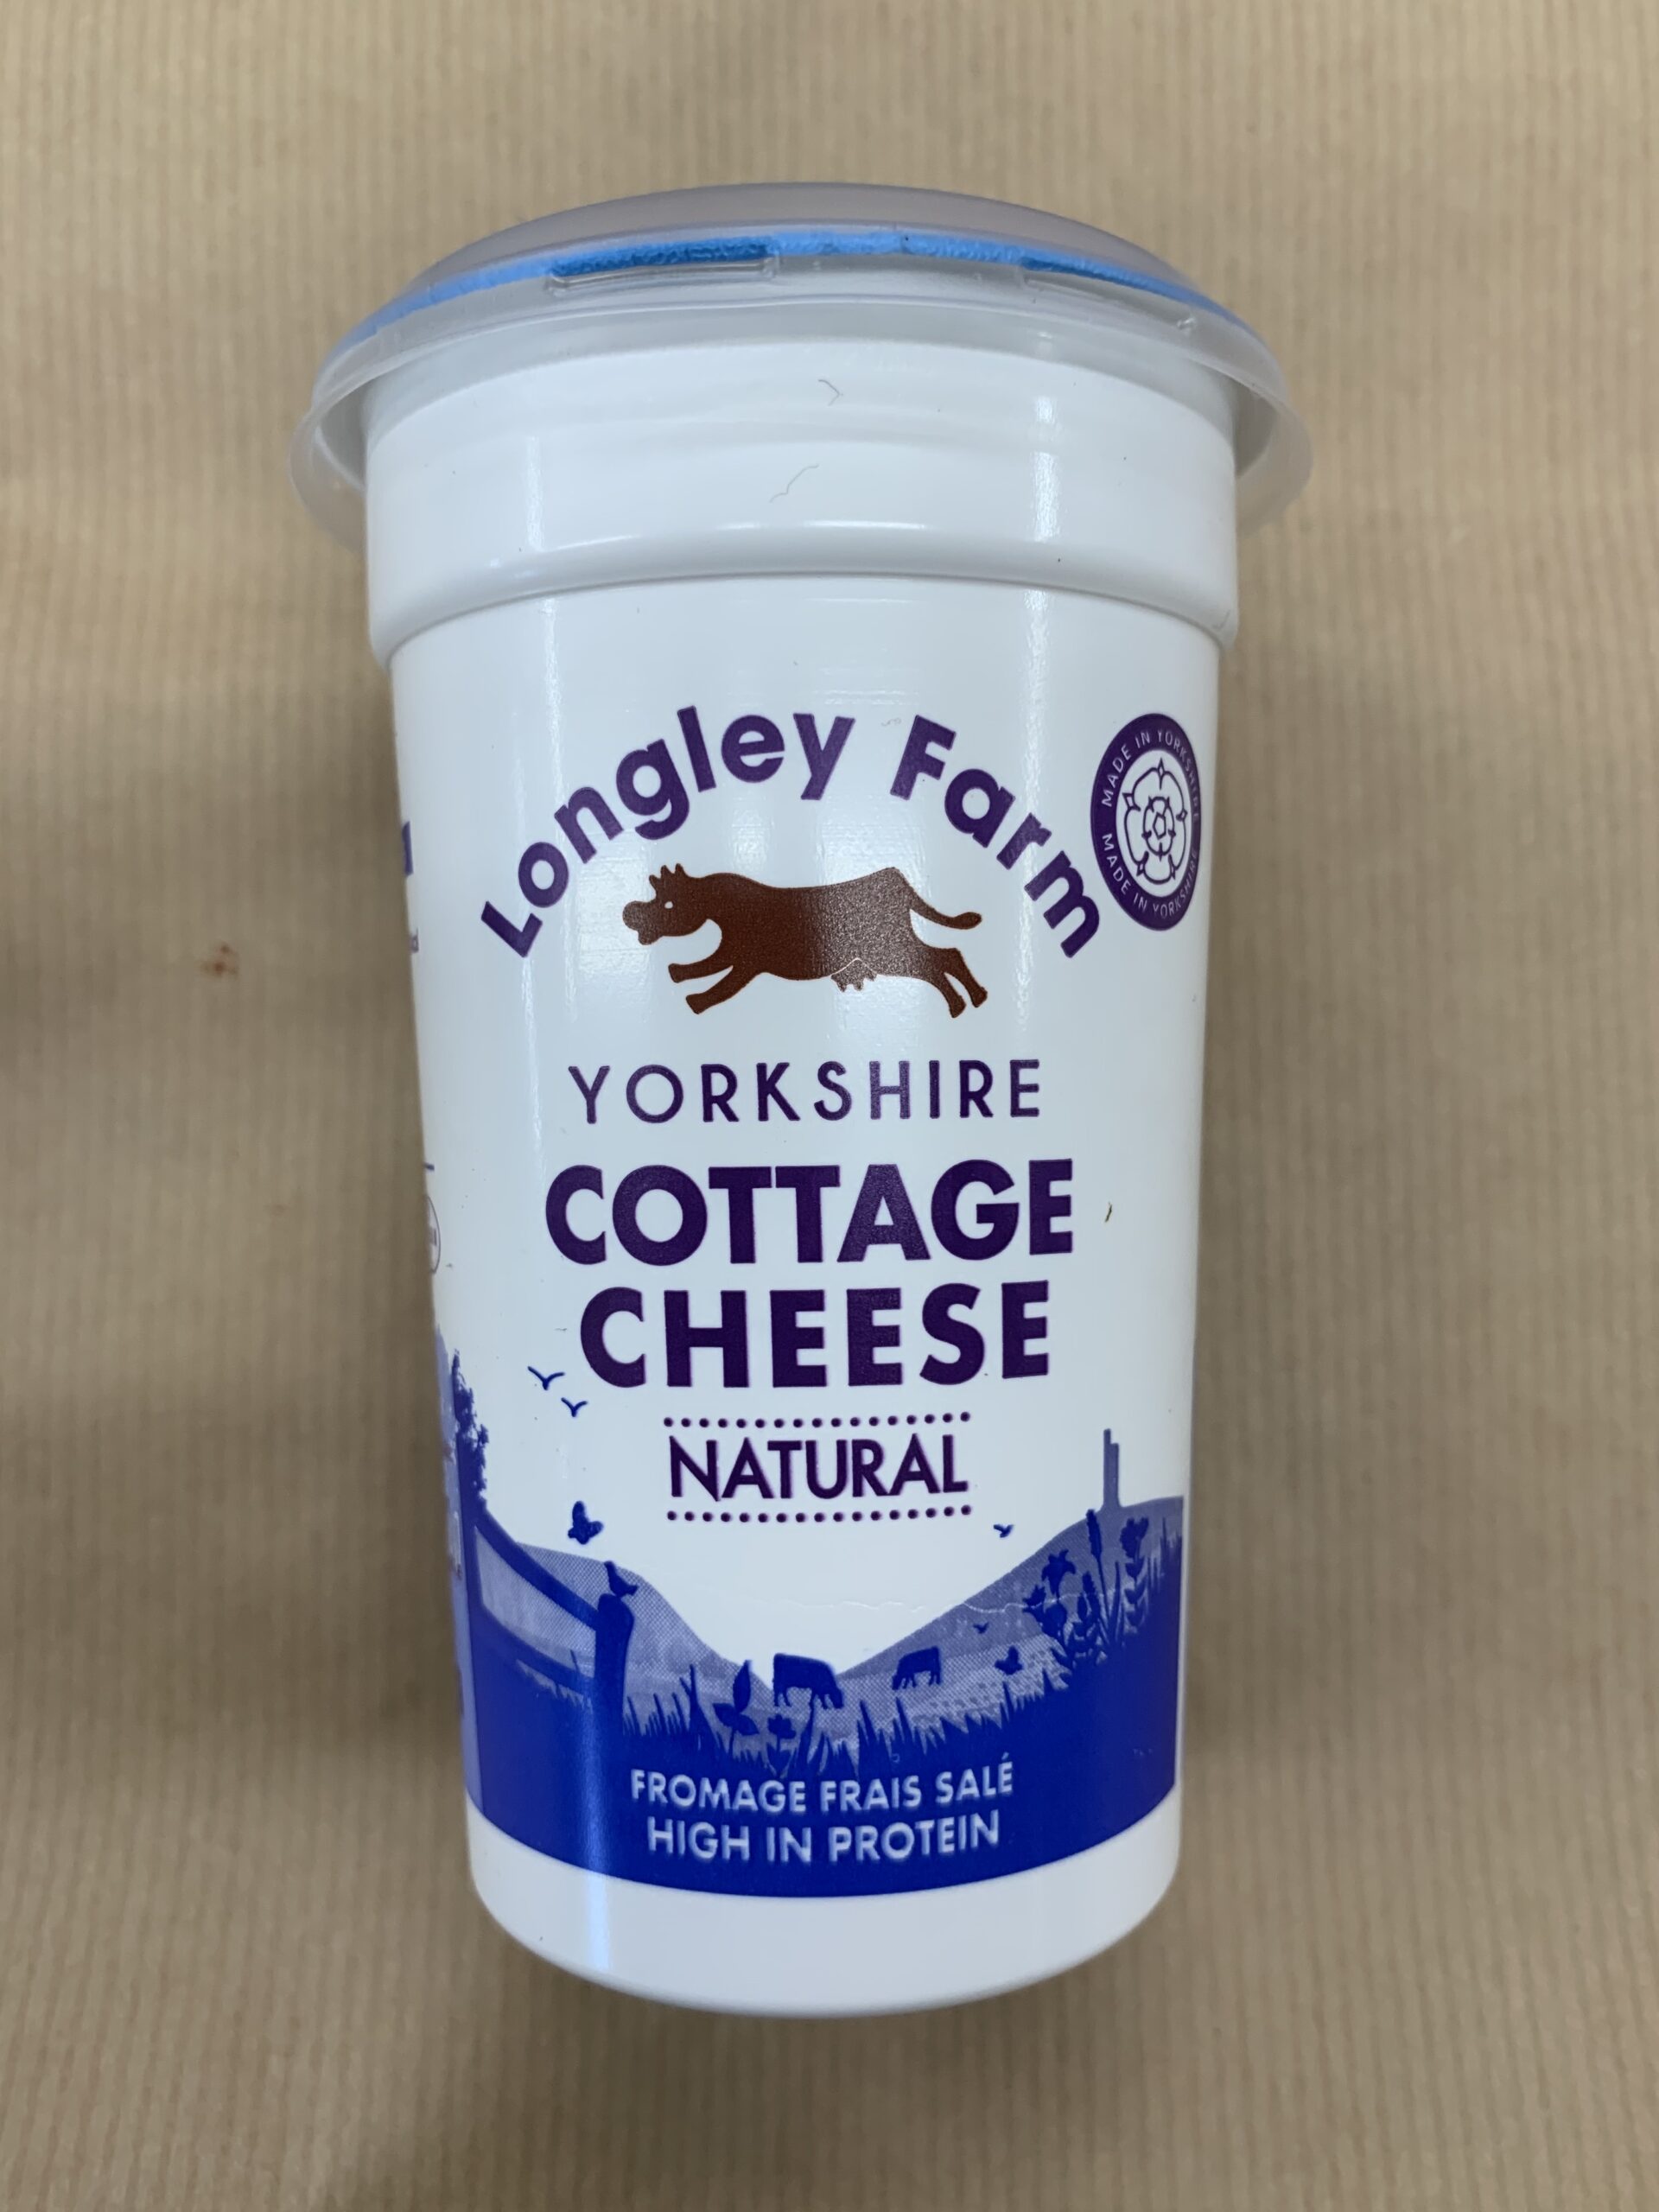 Longley Farm
MADE IN YORKSHIRE
MADE IN YORKSHIRE
YORKSHIRE
COTTAGE
CHEESE
NATURAL
FROMAGE FRAIS SALÉ
HIGH IN PROTEIN